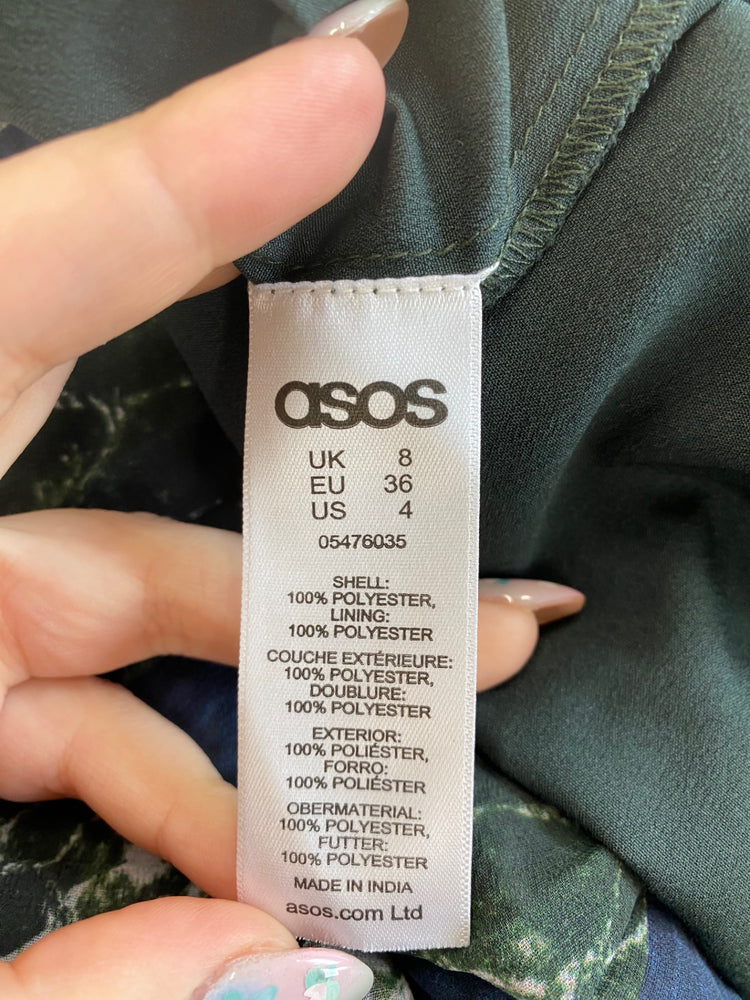 asos
UK 8
EU 36
US 4
05476035
SHELL:
100% POLYESTER,
LINING:
100% POLYESTER
COUCHE EXTÉRIEURE:
100% POLYESTER,
DOUBLURE:
100% POLYESTER
EXTERIOR:
100% POLIÉSTER,
FORRO:
100% POLIÉSTER
OBERMATERIAL:
100% POLYESTER,
FUTTER:
100% POLYESTER
MADE IN INDIA
asos.com Ltd